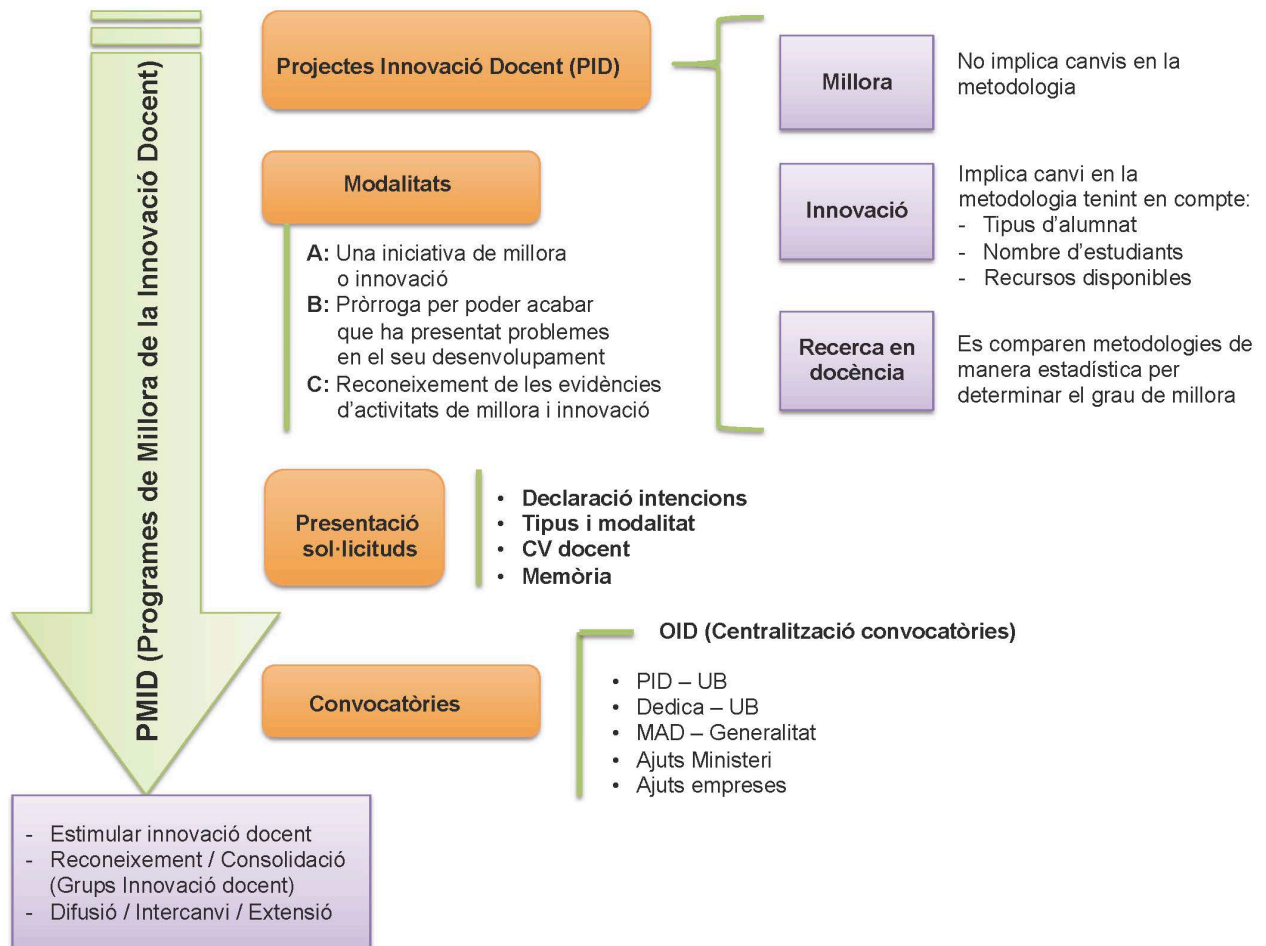 PMID (Programes de Millora de la Innovació Docent)
Projectes Innovació Docent (PID)
Millora
No implica canvis en la
metodologia
Innovació
Implica canvi en la
metodologia tenint en compte:
- Tipus d'alumnat
- Nombre d'estudiants
- Recursos disponibles
Recerca en
docència
Es comparen metodologies de
manera estadística per
determinar el grau de millora
Modalitats
A: Una iniciativa de millora
o innovació
B: Pròrroga per poder acabar
que ha presentat problemes
en el seu desenvolupament
C: Reconeixement de les evidències
d'activitats de millora i innovació
Presentació
sol·licituds
• Declaració intencions
• Tipus i modalitat
• CV docent
• Memòria
Convocatòries
OID (Centralització convocatòries)
• PID – UB
• Dedica – UB
• MAD – Generalitat
• Ajuts Ministeri
• Ajuts empreses
- Estimular innovació docent
- Reconeixement / Consolidació
(Grups Innovació docent)
- Difusió / Intercanvi / Extensió